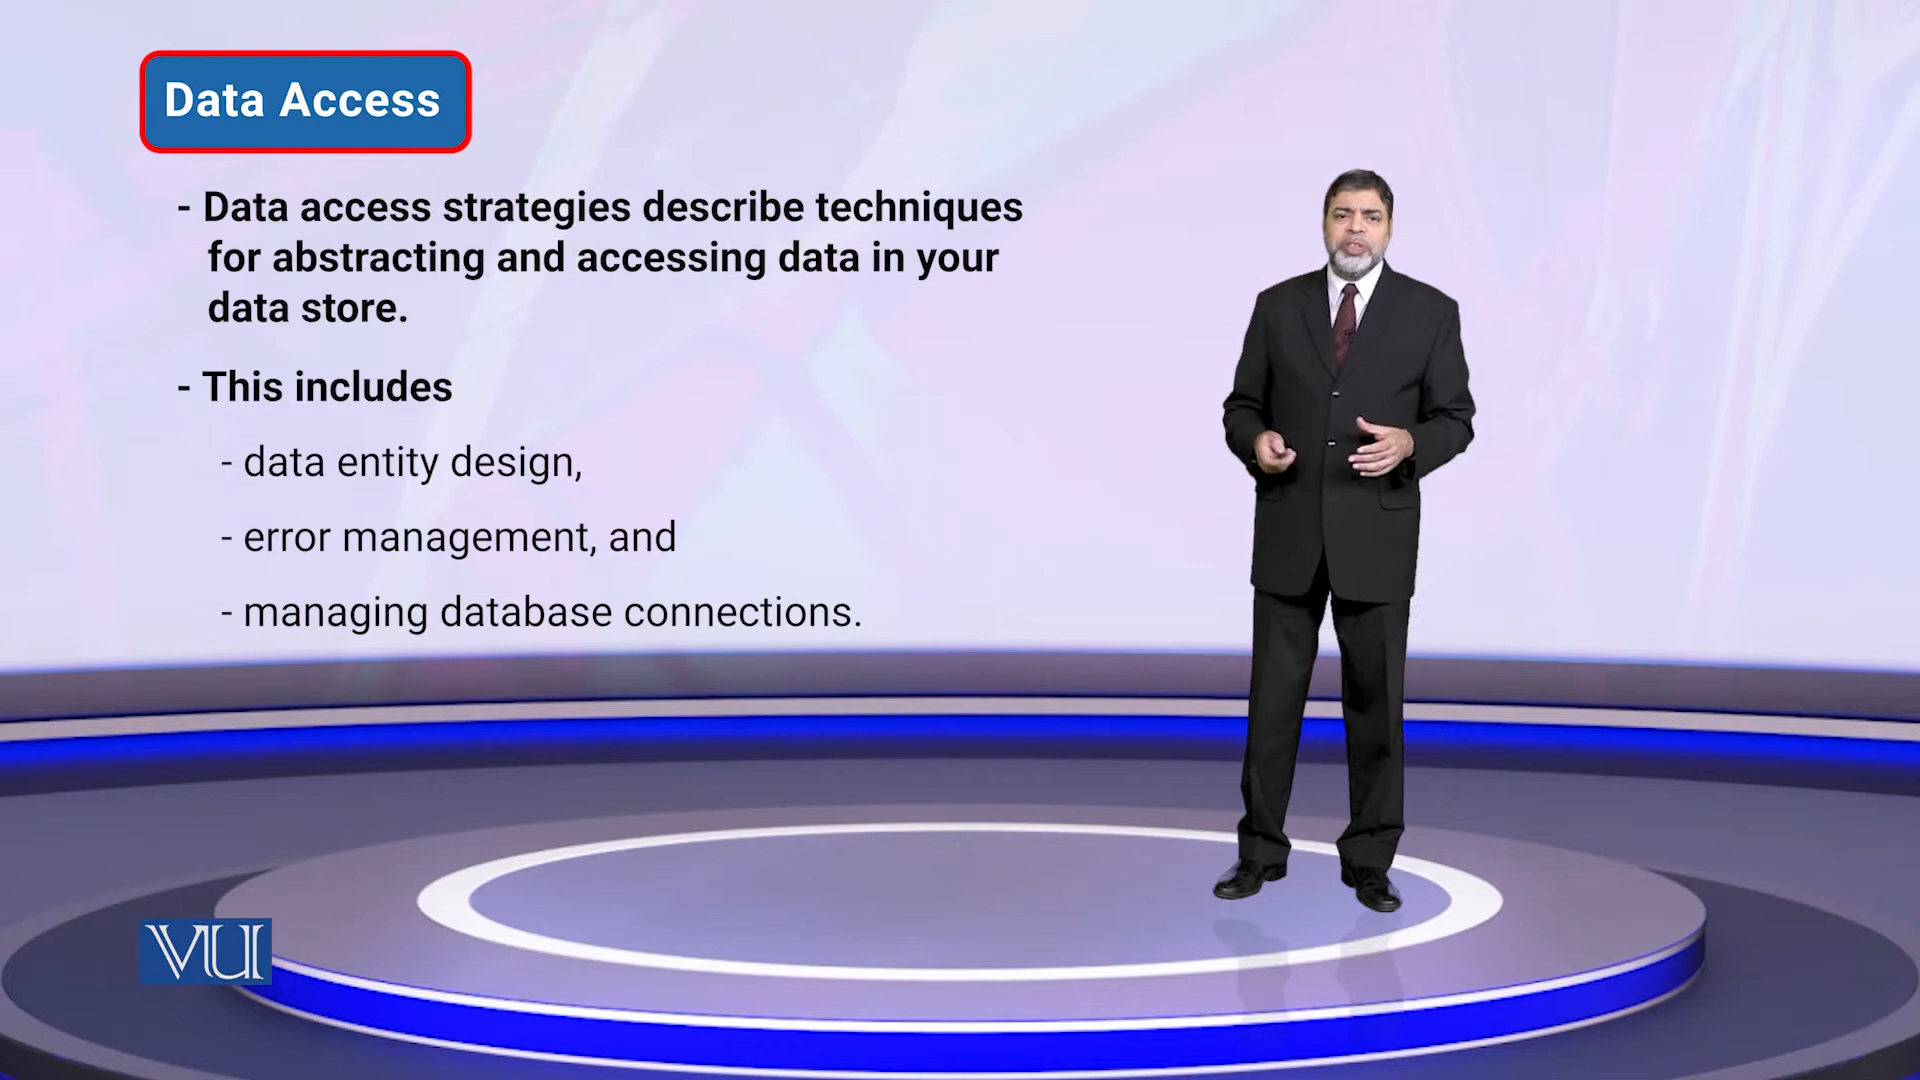 Data Access
- Data access strategies describe techniques
for abstracting and accessing data in your
data store.
- This includes
- data entity design,
- error management, and
- managing database connections.
VU